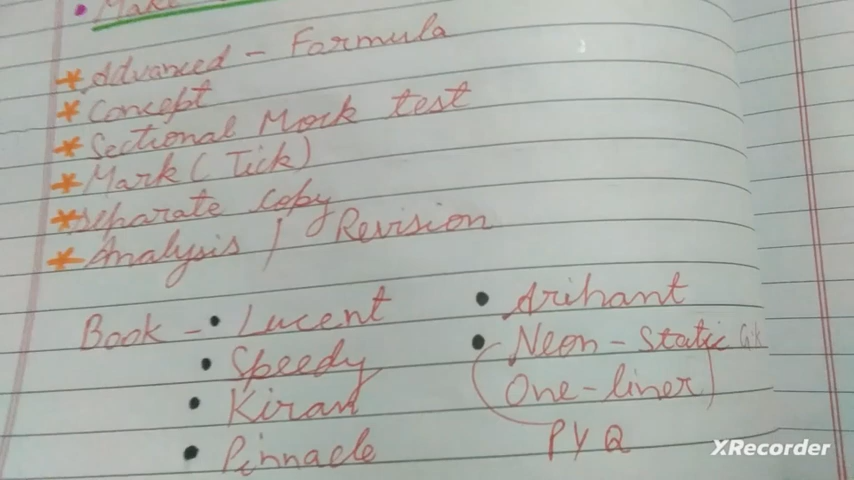 • Make
* Advanced - Formula
* Concept
* Sectional Mock test
* Mark ( Tick )
* separate copy
* Analysis / Revision
Book - • Lucent
• Speedy
• Kiran
• Pinnacle
• Arihant
• Neon - Static GK
(One-liner)
PYQ
XRecorder